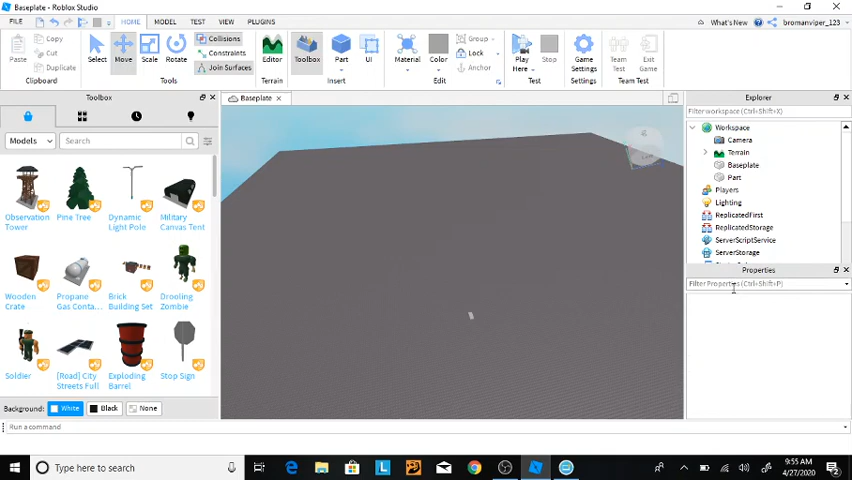 Baseplate - Roblox Studio
FILE HOME MODEL TEST VIEW PLUGINS What's New bromanviper_123
Paste Copy Cut Duplicate Select Move Scale Rotate Collisions Constraints Join Surfaces Editor Toolbox Part UI Material Color Group Lock Anchor Play Here Stop Game Settings Team Test Exit Game
Clipboard Tools Terrain Insert Edit Test Settings Team Test
Toolbox
Models Search
Observation Tower
Pine Tree
Dynamic Light Pole
Military Canvas Tent
Wooden Crate
Propane Gas Conta...
Brick Building Set
Drooling Zombie
Soldier
[Road] City Streets Full
Exploding Barrel
Stop Sign
Background: White Black None
Run a command
Baseplate
Explorer
Filter workspace (Ctrl+Shift+X)
Workspace
Camera
Terrain
Baseplate
Part
Players
Lighting
ReplicatedFirst
ReplicatedStorage
ServerScriptService
ServerStorage
Properties
Filter Properties (Ctrl+Shift+P)
Type here to search
9:55 AM
4/27/2020